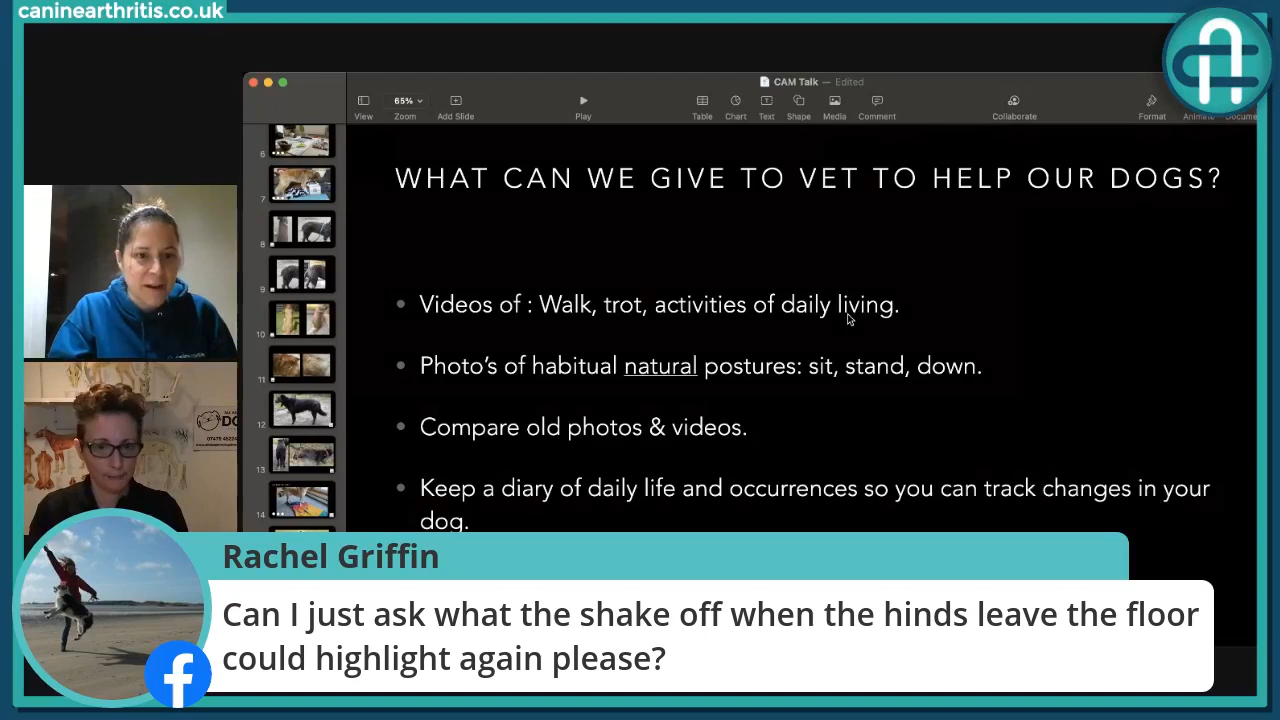 caninearthritis.co.uk
CAM Talk — Edited
65%
View
Zoom
Add Slide
Play
Table
Chart
Text
Shape
Media
Comment
Collaborate
Format
Animate
6
7
8
9
10
11
12
13
14
WHAT CAN WE GIVE TO VET TO HELP OUR DOGS?
• Videos of : Walk, trot, activities of daily living.
• Photo's of habitual natural postures: sit, stand, down.
• Compare old photos & videos.
• Keep a diary of daily life and occurrences so you can track changes in your
dog.
Rachel Griffin
Can I just ask what the shake off when the hinds leave the floor
could highlight again please?